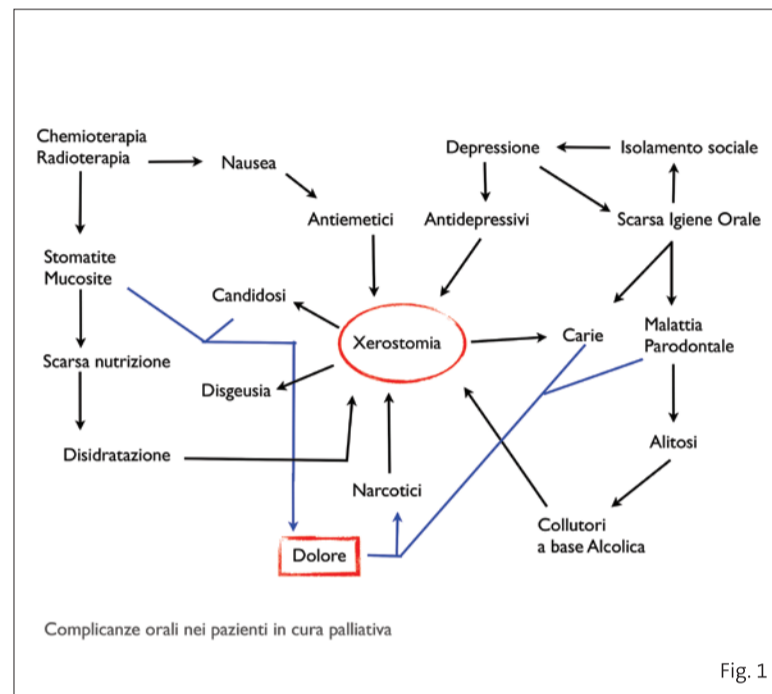 Chemioterapia
Radioterapia
Nausea
Antiemetici
Depressione
Isolamento sociale
Antidepressivi
Scarsa Igiene Orale
Stomatite
Mucosite
Candidosi
Xerostomia
Carie
Malattia
Parodontale
Scarsa nutrizione
Disgeusia
Disidratazione
Narcotici
Alitosi
Dolore
Collutori
a base Alcolica
Complicanze orali nei pazienti in cura palliativa
Fig. 1